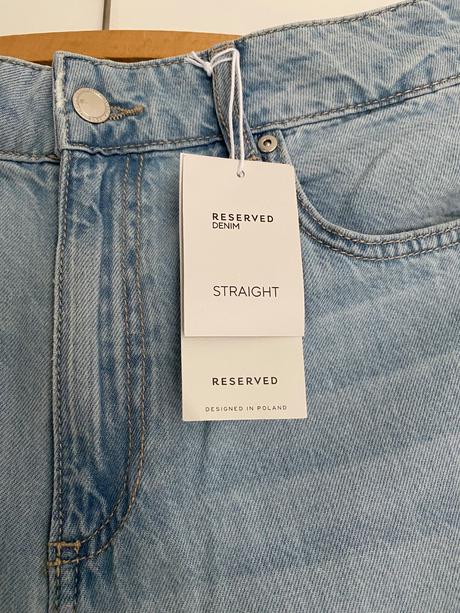 RESERVED
DENIM
STRAIGHT
RESERVED
DESIGNED IN POLAND